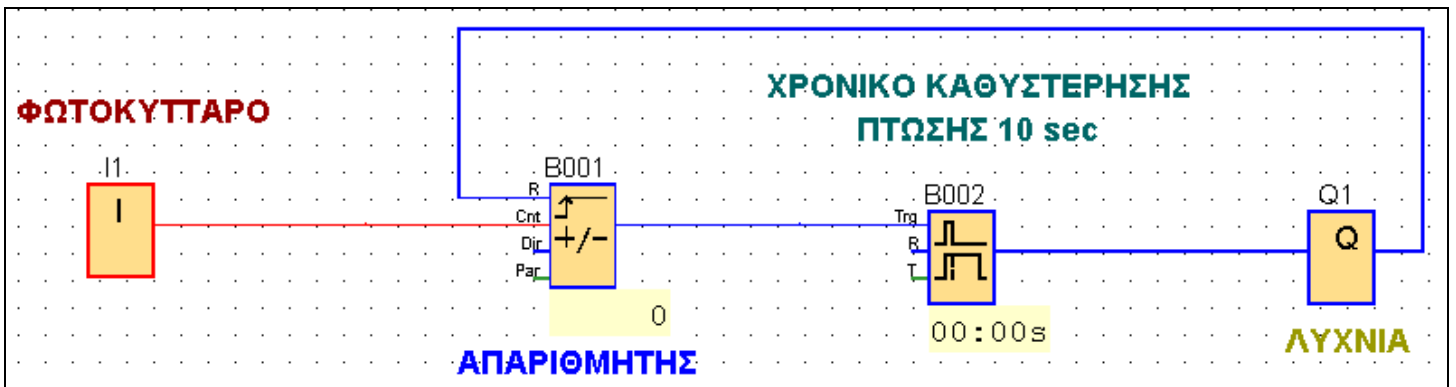 ΧΡΟΝΙΚΟ ΚΑΘΥΣΤΕΡΗΣΗΣ
ΠΤΩΣΗΣ 10 sec
ΦΩΤΟΚΥΤΤΑΡΟ
I1
I
B001
R
Cnt
Dir
Par
+/-
0
ΑΠΑΡΙΘΜΗΤΗΣ
B002
Trg
R
T
00:00s
Q1
Q
ΛΥΧΝΙΑ